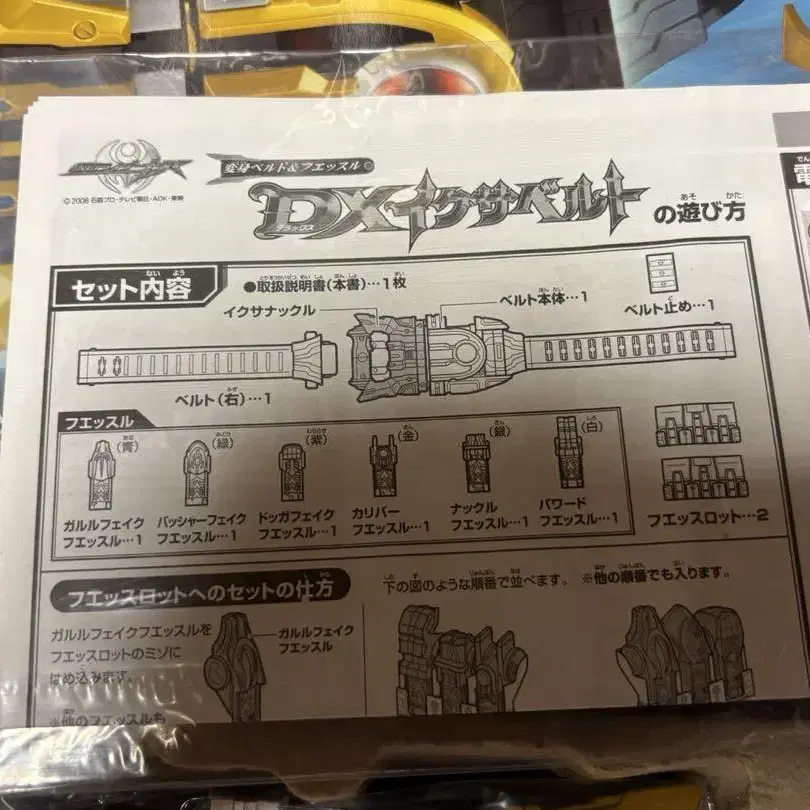 ©2008 石森プロ・テレビ朝日・ADK・東映
変身ベルト&フエッスル
DXイクサベルト
デラックス
の遊び方
セット内容
●取扱説明書(本書)…1枚
イクサナックル
ベルト本体…1
ベルト止め…1
ベルト(右)…1
フエッスル
(青)
(緑)
(紫)
(金)
(銀)
(白)
ガルルフェイク
フエッスル…1
バッシャーフェイク
フエッスル…1
ドッガフェイク
フエッスル…1
カリバー
フエッスル…1
ナックル
フエッスル…1
パワード
フエッスル…1
フエッスロット…2
フエッスロットへのセットの仕方
下の図のような順番で並べます。 ※他の順番でも入ります。
ガルルフェイクフエッスルを
フエッスロットのミゾに
はめ込みます。
ガルルフェイク
フエッスル
※他のフエッスルも